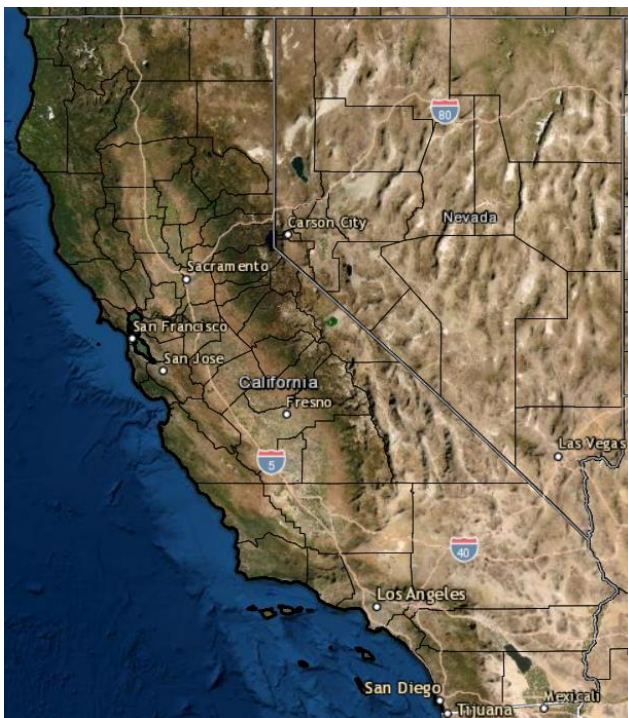 80
Nevada
Carson City
Sacramento
San Francisco
San Jose
California
Fresno
Las Vegas
5
40
Los Angeles
San Diego
Tijuana
Mexicali